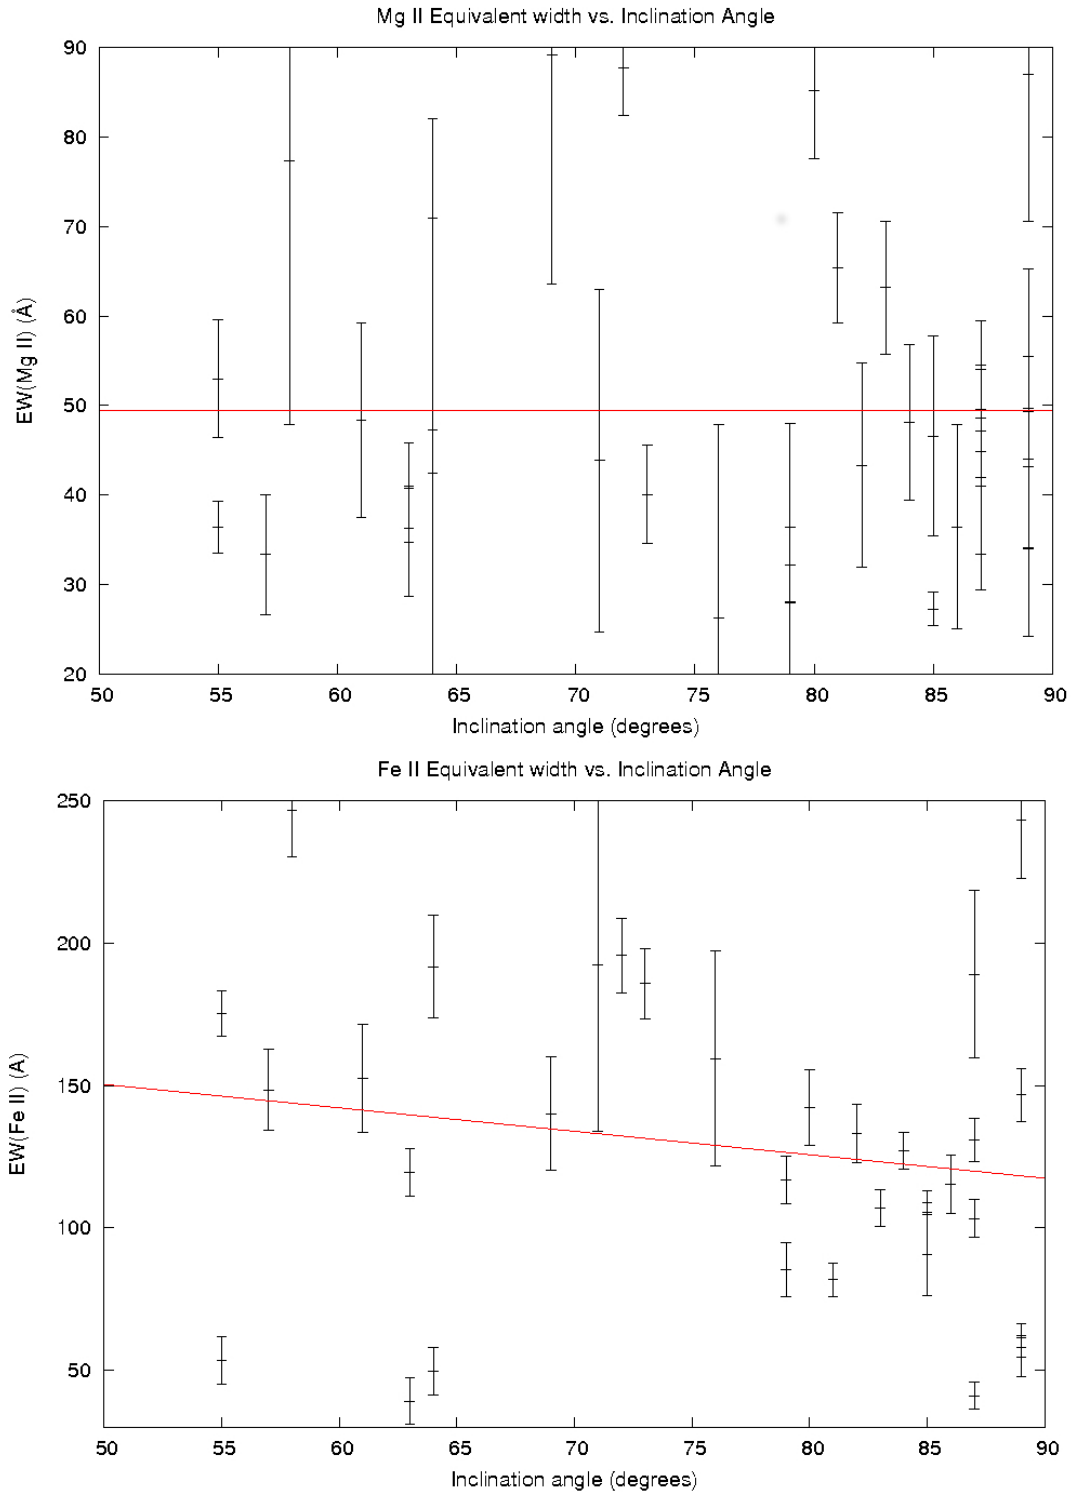 Mg II Equivalent width vs. Inclination Angle
90
80
70
60
50
40
30
20
EW(Mg II) (Å)
50 55 60 65 70 75 80 85 90
Inclination angle (degrees)
Fe II Equivalent width vs. Inclination Angle
250
200
150
100
50
EW(Fe II) (A)
50 55 60 65 70 75 80 85 90
Inclination angle (degrees)